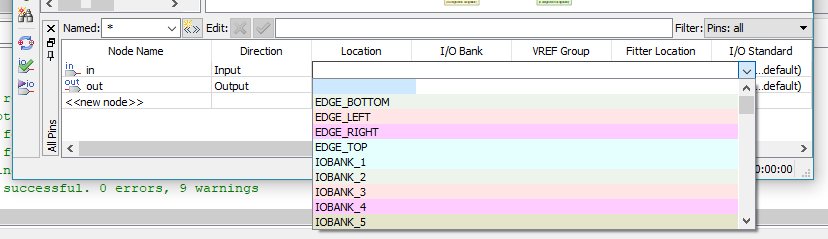 Named: * <<>> Edit: Filter: Pins: all
Node Name Direction Location I/O Bank VREF Group Fitter Location I/O Standard
in in Input ...default)
out out Output ...default)
<<new node>>
EDGE_BOTTOM
EDGE_LEFT
EDGE_RIGHT
EDGE_TOP
IOBANK_1
IOBANK_2
IOBANK_3
IOBANK_4
IOBANK_5
All Pins
0:00:00
successful. 0 errors, 9 warnings